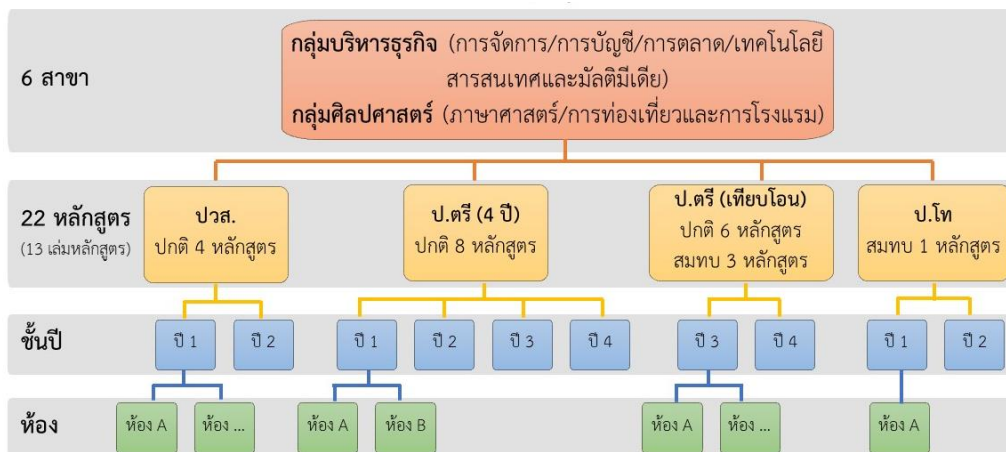 6 สาขา
กลุ่มบริหารธุรกิจ (การจัดการ/การบัญชี/การตลาด/เทคโนโลยี
สารสนเทศและมัลติมีเดีย)
กลุ่มศิลปศาสตร์ (ภาษาศาสตร์/การท่องเที่ยวและการโรงแรม)
22 หลักสูตร
(13 เล่มหลักสูตร)
ปวส.
ปกติ 4 หลักสูตร
ป.ตรี (4 ปี)
ปกติ 8 หลักสูตร
ป.ตรี (เทียบโอน)
ปกติ 6 หลักสูตร
สมทบ 3 หลักสูตร
ป.โท
สมทบ 1 หลักสูตร
ชั้นปี
ปี 1
ปี 2
ปี 1
ปี 2
ปี 3
ปี 4
ปี 3
ปี 4
ปี 1
ปี 2
ห้อง
ห้อง A
ห้อง ...
ห้อง A
ห้อง B
ห้อง A
ห้อง ...
ห้อง A